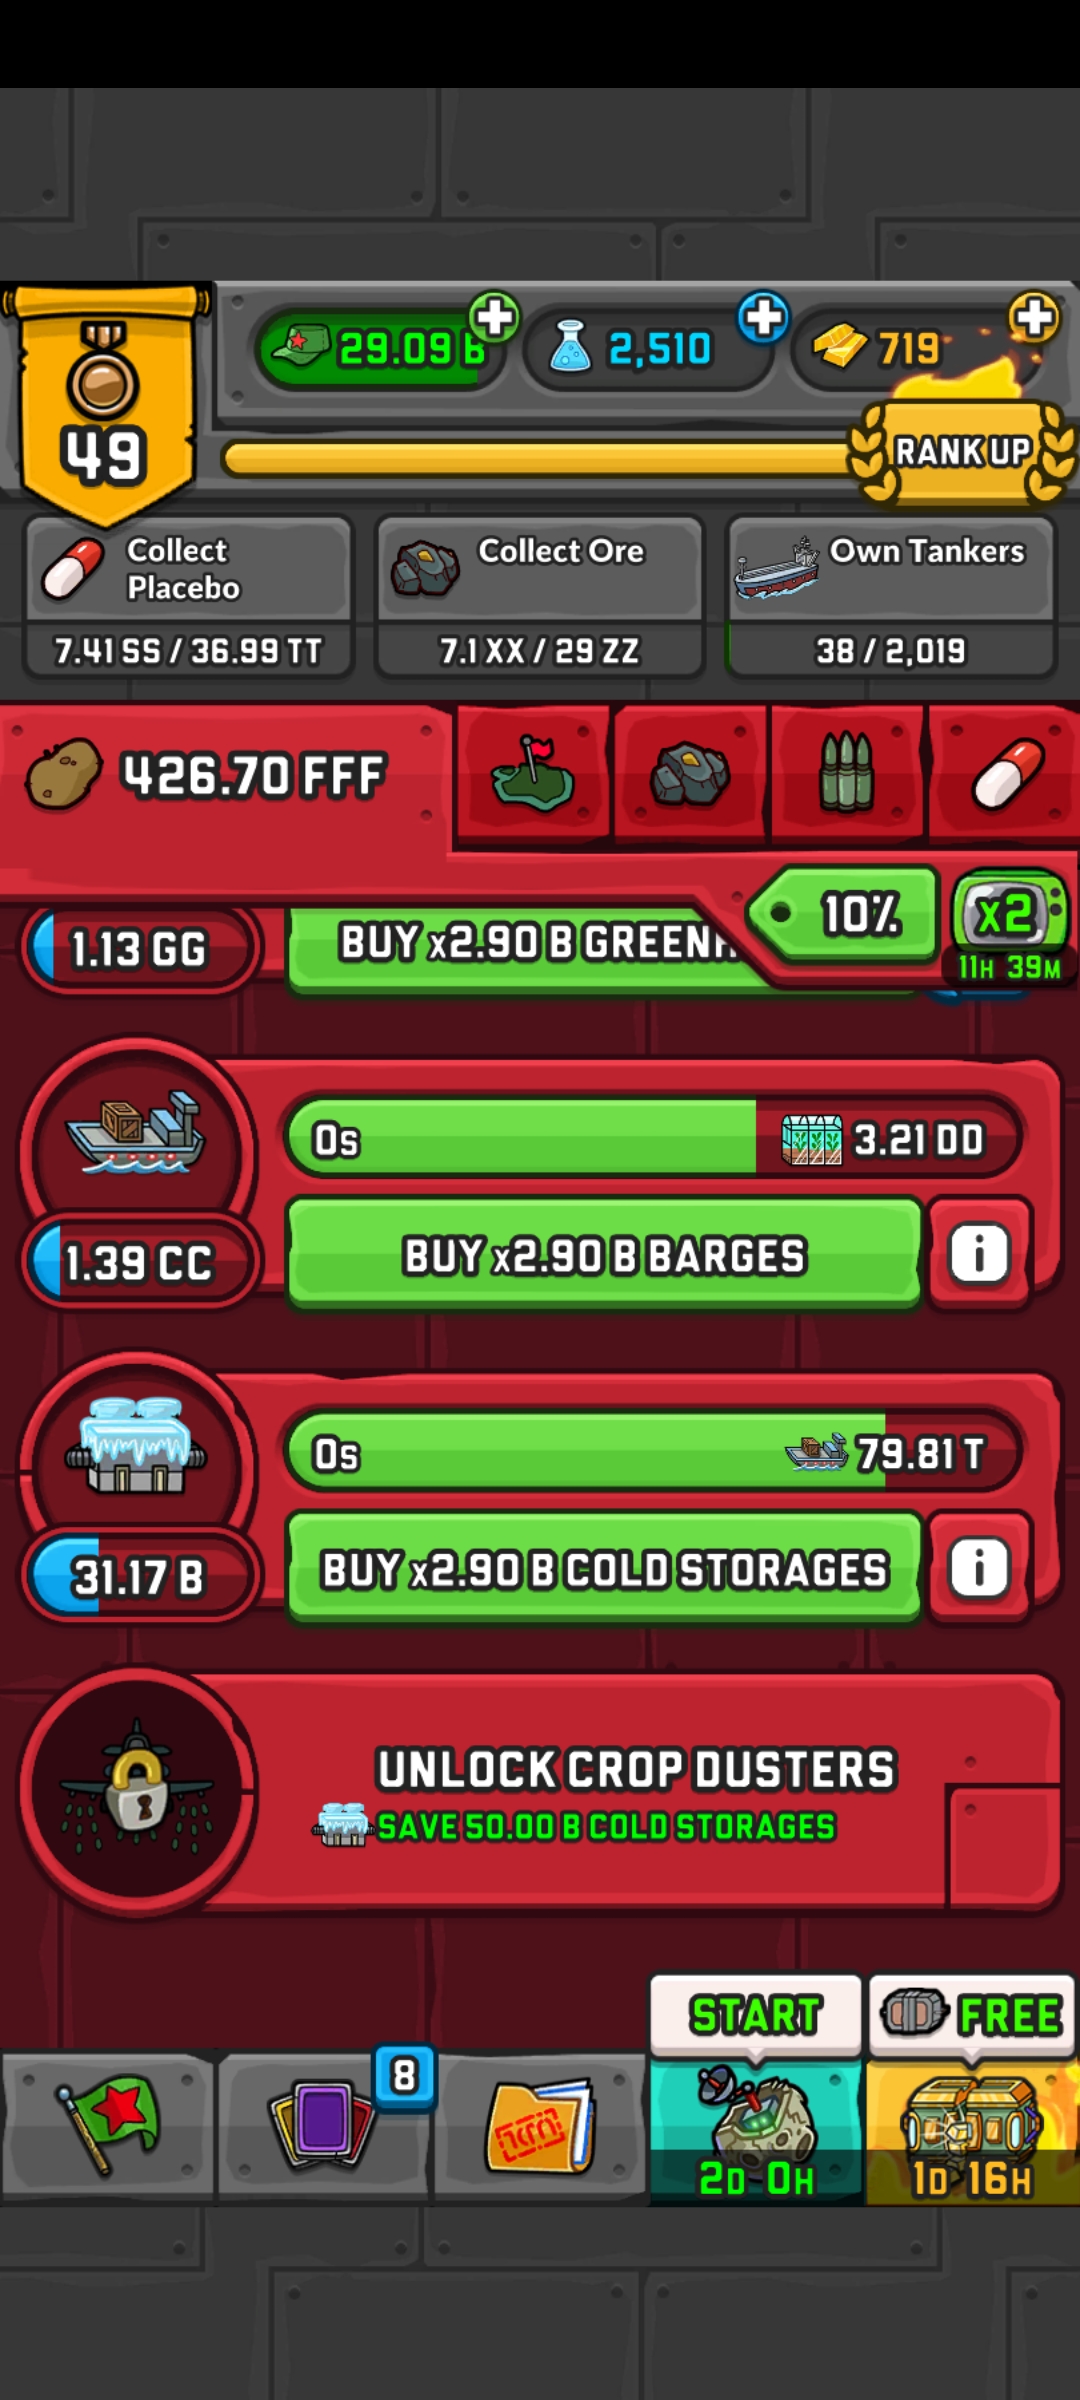 29.09 B
2,510
719
49
RANK UP
Collect
Placebo
7.41 SS / 36.99 TT
Collect Ore
7.1 XX / 29 ZZ
Own Tankers
38 / 2,019
426.70 FFF
10%
x2
11H 39M
1.13 GG
BUY x2.90 B
0s
3.21 DD
1.39 CC
BUY x2.90 B BARGES
i
0s
79.81 T
31.17 B
BUY x2.90 B COLD STORAGES
i
UNLOCK CROP DUSTERS
SAVE 50.00 B COLD STORAGES
START
FREE
8
2D 0H
1D 16H